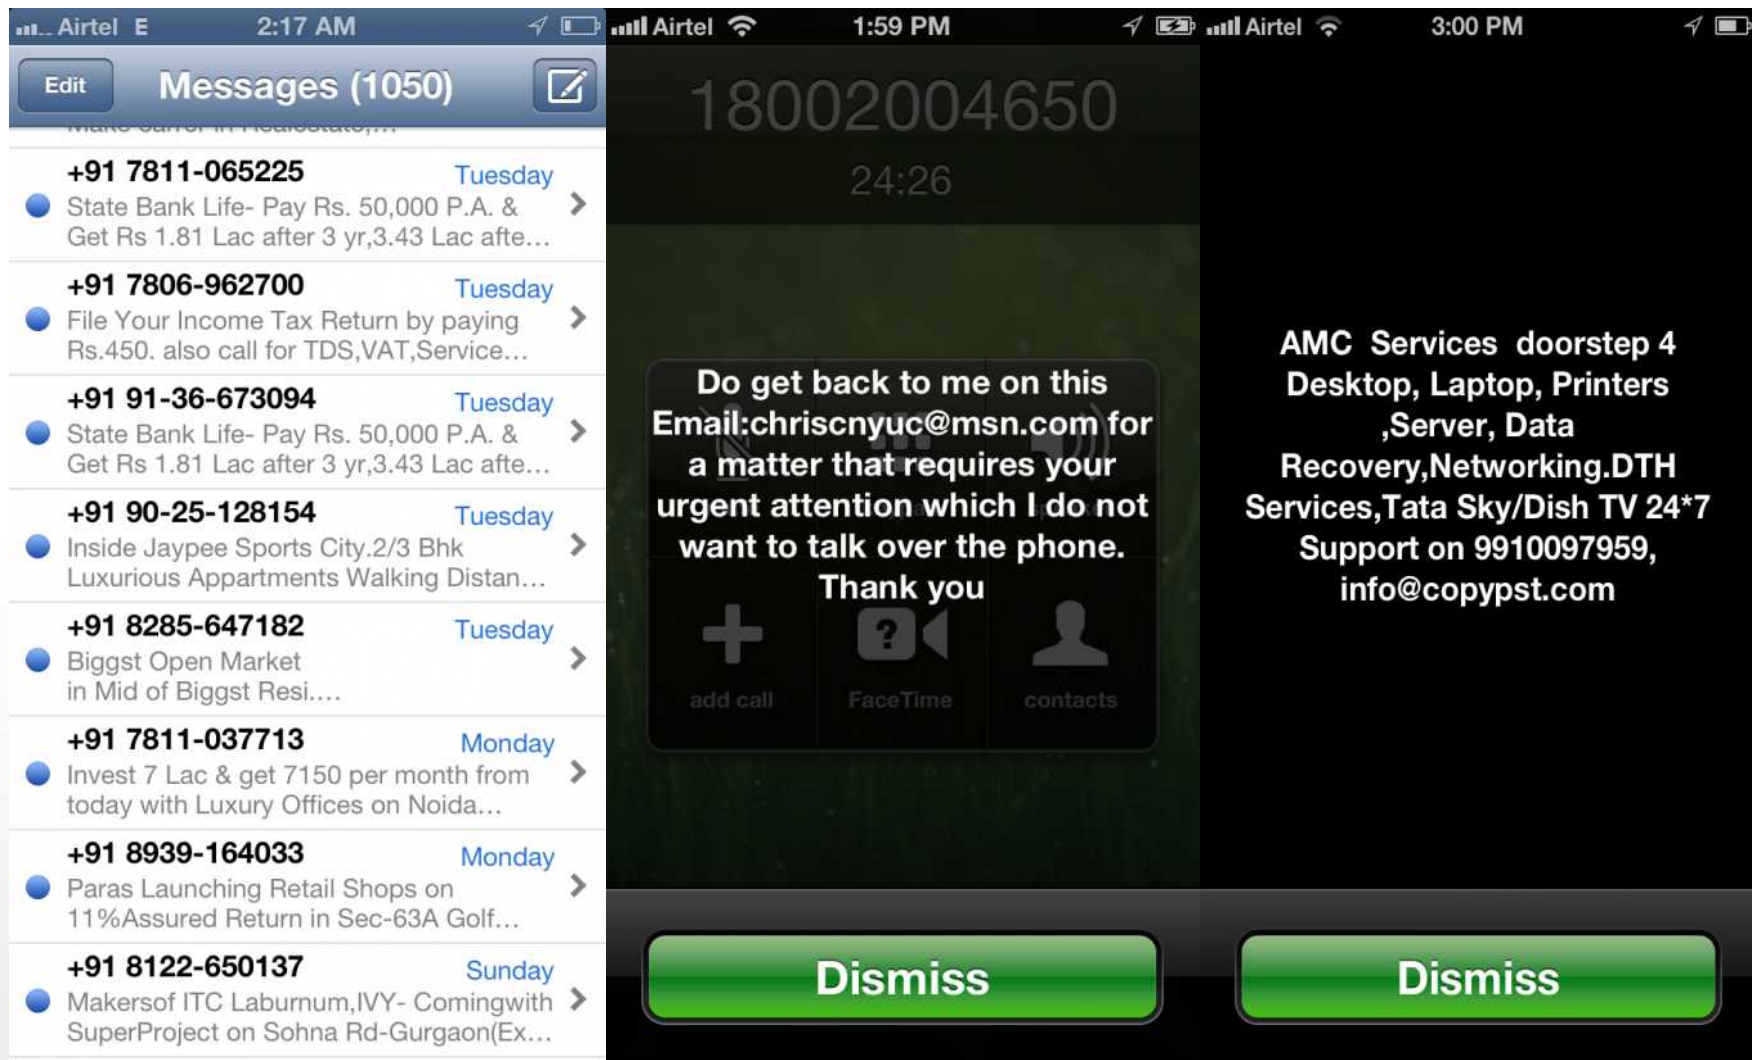 Airtel E 2:17 AM
Edit Messages (1050)
+91 7811-065225 Tuesday
State Bank Life- Pay Rs. 50,000 P.A. &
Get Rs 1.81 Lac after 3 yr,3.43 Lac afte...
+91 7806-962700 Tuesday
File Your Income Tax Return by paying
Rs.450. also call for TDS,VAT,Service...
+91 91-36-673094 Tuesday
State Bank Life- Pay Rs. 50,000 P.A. &
Get Rs 1.81 Lac after 3 yr,3.43 Lac afte...
+91 90-25-128154 Tuesday
Inside Jaypee Sports City.2/3 Bhk
Luxurious Appartments Walking Distan...
+91 8285-647182 Tuesday
Biggst Open Market
in Mid of Biggst Resi....
+91 7811-037713 Monday
Invest 7 Lac & get 7150 per month from
today with Luxury Offices on Noida...
+91 8939-164033 Monday
Paras Launching Retail Shops on
11%Assured Return in Sec-63A Golf...
+91 8122-650137 Sunday
Makersof ITC Laburnum,IVY- Comingwith
SuperProject on Sohna Rd-Gurgaon(Ex...
Airtel 1:59 PM
18002004650
24:26
Do get back to me on this
Email:chriscnyuc@msn.com for
a matter that requires your
urgent attention which I do not
want to talk over the phone.
Thank you
add call FaceTime contacts
Dismiss
Airtel 3:00 PM
AMC Services doorstep 4
Desktop, Laptop, Printers
,Server, Data
Recovery,Networking.DTH
Services,Tata Sky/Dish TV 24*7
Support on 9910097959,
info@copypst.com
Dismiss